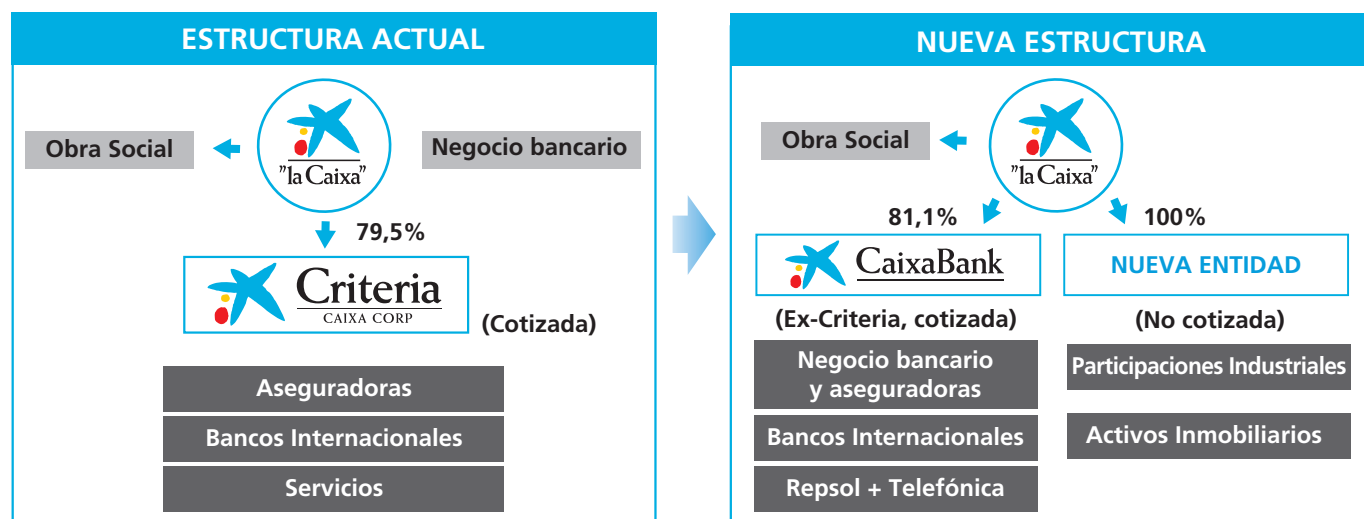 ESTRUCTURA ACTUAL
Obra Social
"la Caixa"
Negocio bancario
79,5%
Criteria
CAIXA CORP
(Cotizada)
Aseguradoras
Bancos Internacionales
Servicios
NUEVA ESTRUCTURA
Obra Social
"la Caixa"
81,1%
100%
CaixaBank
NUEVA ENTIDAD
(Ex-Criteria, cotizada)
(No cotizada)
Negocio bancario
y aseguradoras
Participaciones Industriales
Bancos Internacionales
Activos Inmobiliarios
Repsol + Telefónica